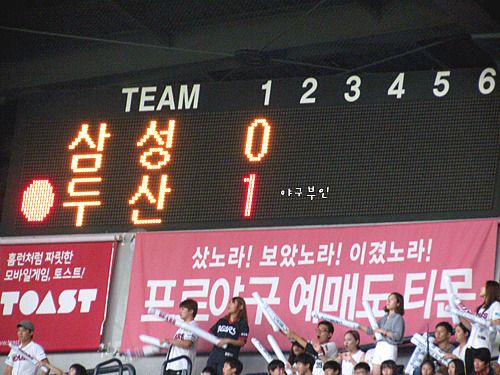 TEAM 1 2 3 4 5 6
삼성 0
두산 1
야구부인
홈런처럼 짜릿한
모바일게임, 토스트!
TOAST
샀노라! 보았노라! 이겼노라!
프로야구 예매도 티몬